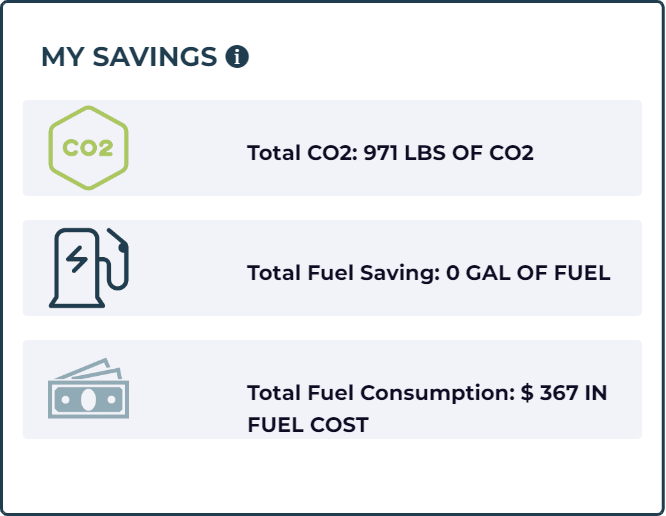 MY SAVINGS
CO2
Total CO2: 971 LBS OF CO2
Total Fuel Saving: 0 GAL OF FUEL
Total Fuel Consumption: $ 367 IN
FUEL COST